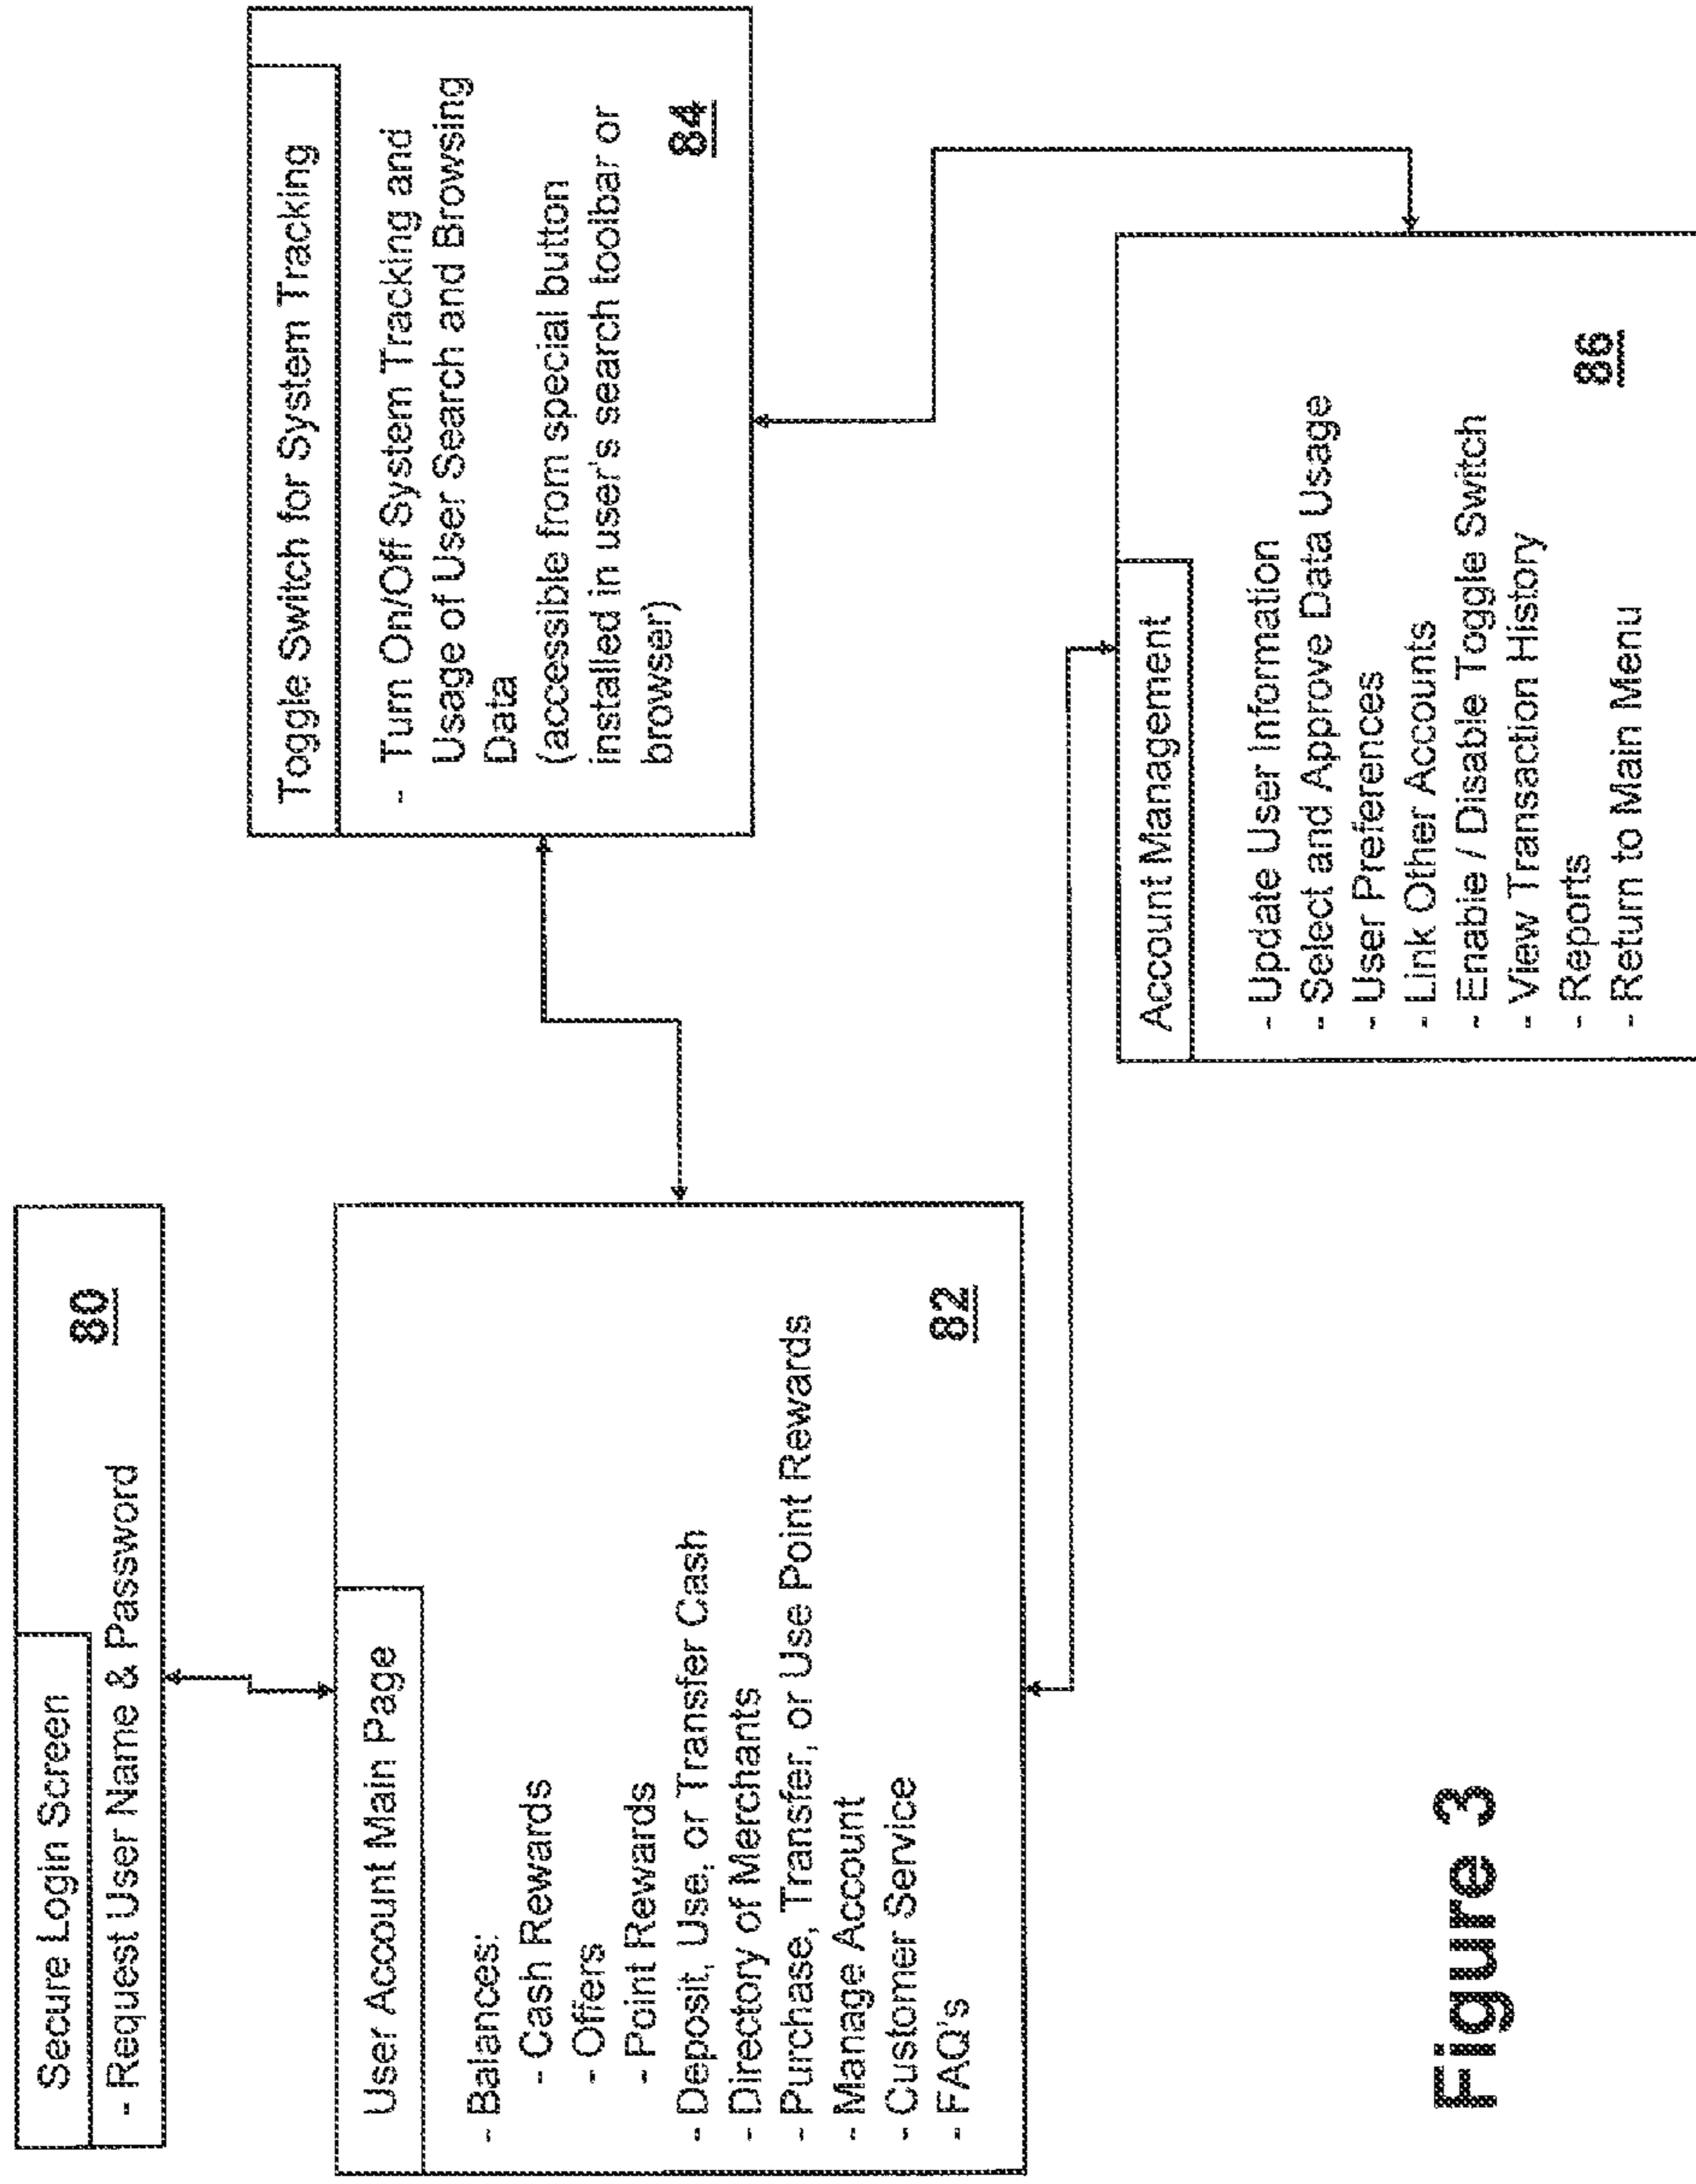 Secure Login Screen
- Request User Name & Password
80
User Account Main Page
- Balances:
- Cash Rewards
- Offers
- Point Rewards
- Deposit, Use, or Transfer Cash
- Directory of Merchants
- Purchase, Transfer, or Use Point Rewards
- Manage Account
- Customer Service
- FAQ's
82
Toggle Switch for System Tracking
- Turn On/Off System Tracking and
Usage of User Search and Browsing
Data
(accessible from special button
installed in user's search toolbar or
browser)
84
Account Management
- Update User Information
- Select and Approve Data Usage
- User Preferences
- Link Other Accounts
- Enable / Disable Toggle Switch
- View Transaction History
- Reports
- Return to Main Menu
86
Figure 3